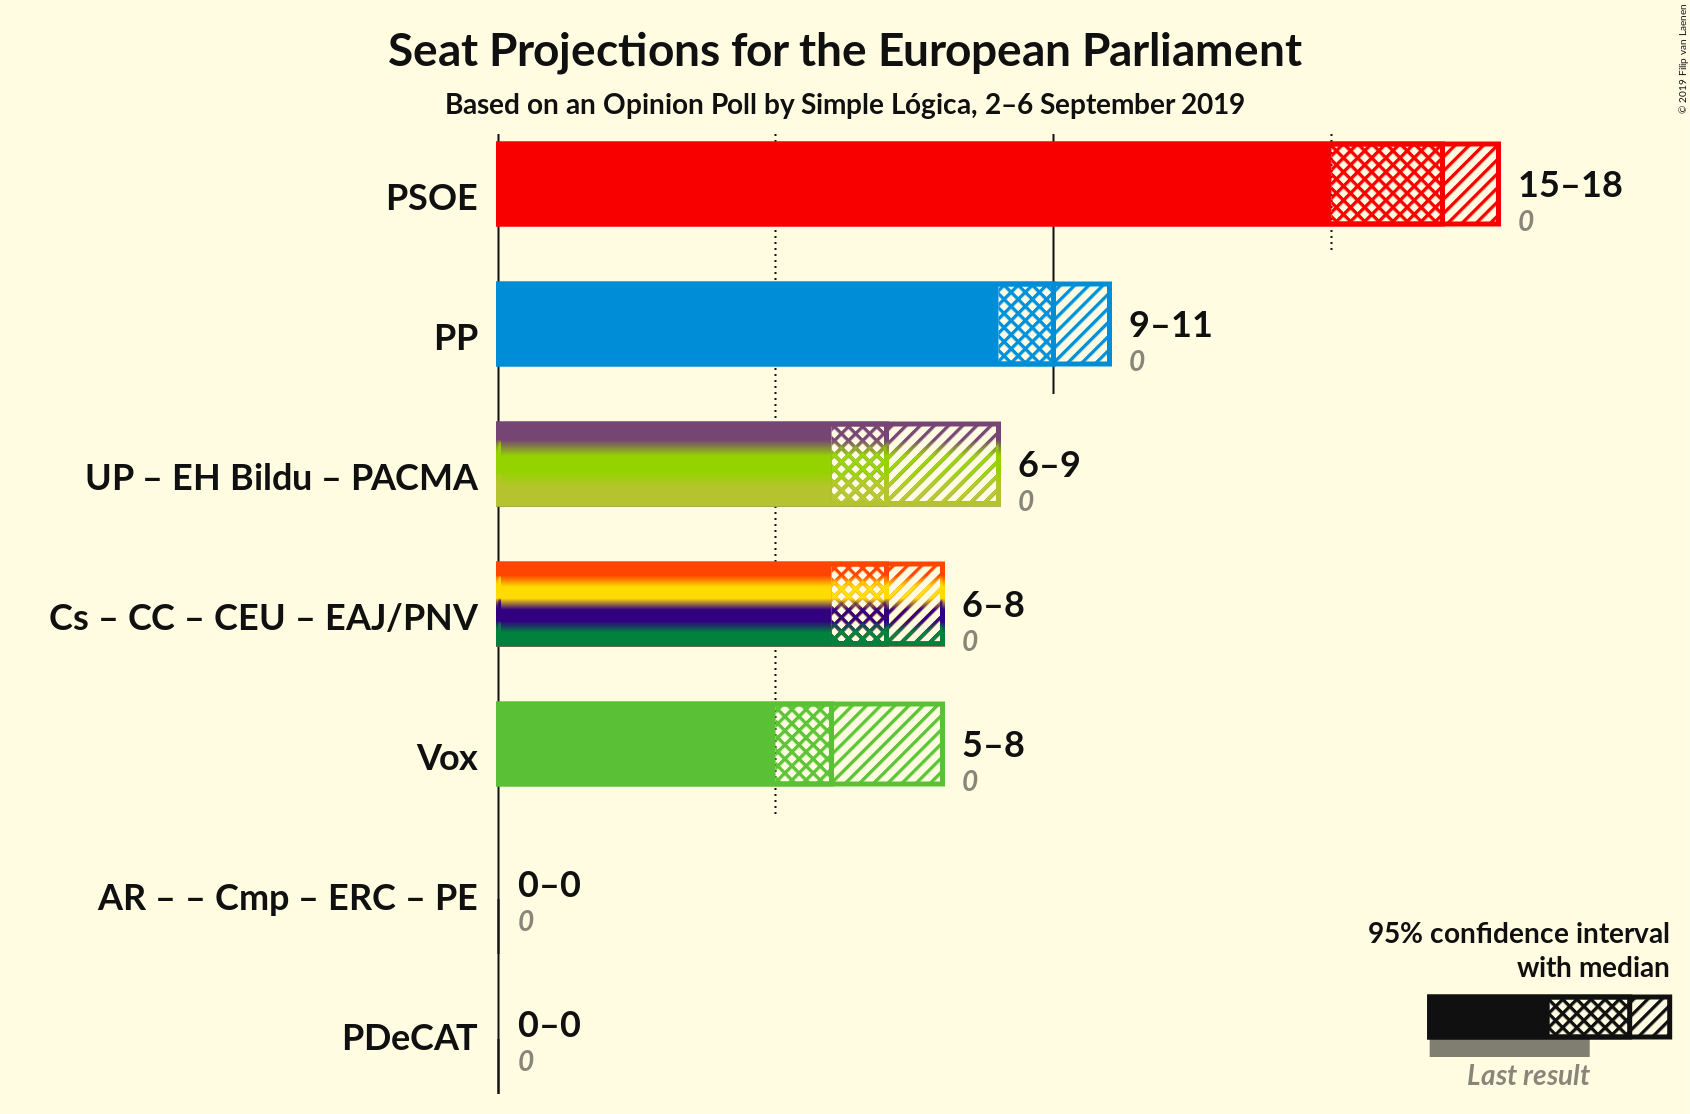 Seat Projections for the European Parliament
Based on an Opinion Poll by Simple Lógica, 2–6 September 2019
© 2019 Filip van Laenen
PSOE
15–18
0
PP
9–11
0
UP – EH Bildu – PACMA
6–9
0
Cs – CC – CEU – EAJ/PNV
6–8
0
Vox
5–8
0
AR – – Cmp – ERC – PE
0–0
0
PDeCAT
0–0
0
95% confidence interval
with median
Last result